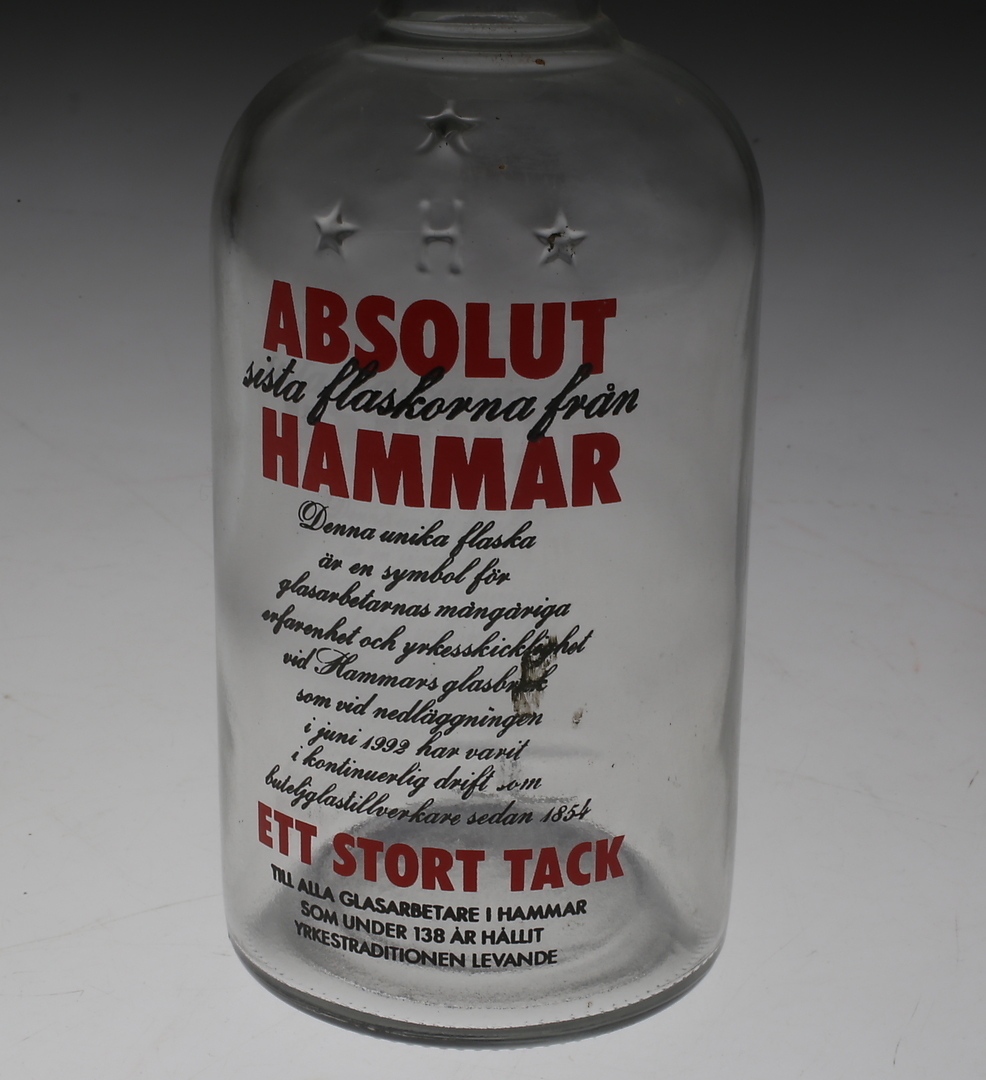 H
ABSOLUT
sista flaskorna från
HAMMAR
Denna unika flaska
är en symbol för
glasarbetarnas mångåriga
erfarenhet och yrkesskicklighet
vid Hammars glasbruk
som vid nedläggningen
i juni 1992 har varit
i kontinuerlig drift som
buteljglastillverkare sedan 1854
ETT STORT TACK
TILL ALLA GLASARBETARE I HAMMAR
SOM UNDER 138 ÅR HÅLLIT
YRKESTRADITIONEN LEVANDE